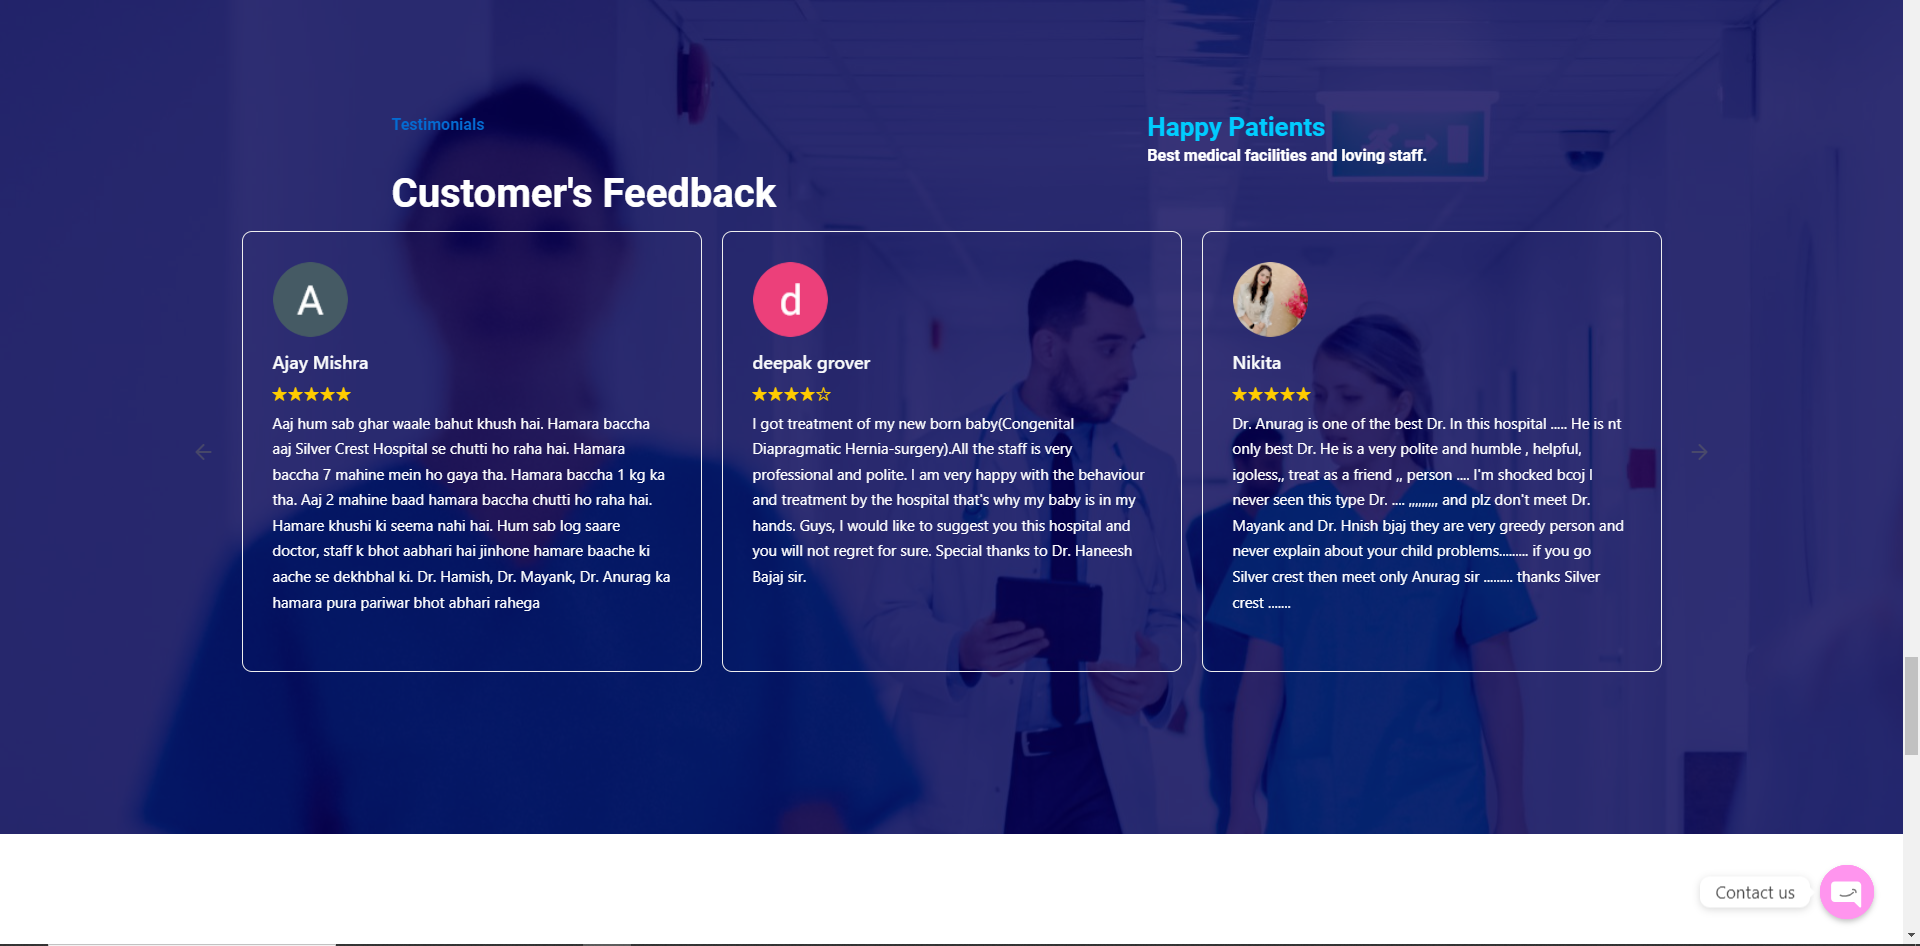 Testimonials
Happy Patients
Best medical facilities and loving staff.
Customer's Feedback
A
Ajay Mishra
Aaj hum sab ghar waale bahut khush hai. Hamara baccha
aaj Silver Crest Hospital se chutti ho raha hai. Hamara
baccha 7 mahine mein ho gaya tha. Hamara baccha 1 kg ka
tha. Aaj 2 mahine baad hamara baccha chutti ho raha hai.
Hamare khushi ki seema nahi hai. Hum sab log saare
doctor, staff k bhot aabhari hai jinhone hamare baache ki
aache se dekhbhal ki. Dr. Hamish, Dr. Mayank, Dr. Anurag ka
hamara pura pariwar bhot abhari rahega
d
deepak grover
I got treatment of my new born baby(Congenital
Diapragmatic Hernia-surgery).All the staff is very
professional and polite. I am very happy with the behaviour
and treatment by the hospital that's why my baby is in my
hands. Guys, I would like to suggest you this hospital and
you will not regret for sure. Special thanks to Dr. Haneesh
Bajaj sir.
Nikita
Dr. Anurag is one of the best Dr. In this hospital ..... He is nt
only best Dr. He is a very polite and humble , helpful,
igoless,, treat as a friend ,, person .... I'm shocked bcoj I
never seen this type Dr. .... ,,,,,,,,, and plz don't meet Dr.
Mayank and Dr. Hnish bjaj they are very greedy person and
never explain about your child problems......... if you go
Silver crest then meet only Anurag sir ......... thanks Silver
crest .......
Contact us